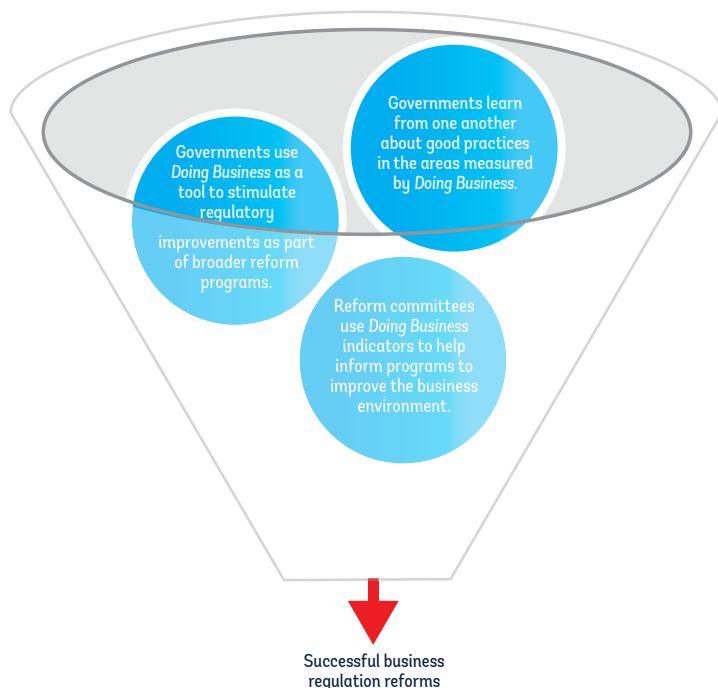 Governments learn
from one another
about good practices
in the areas measured
by Doing Business.
Governments use
Doing Business as a
tool to stimulate
regulatory
improvements as part
of broader reform
programs.
Reform committees
use Doing Business
indicators to help
inform programs to
improve the business
environment.
Successful business
regulation reforms